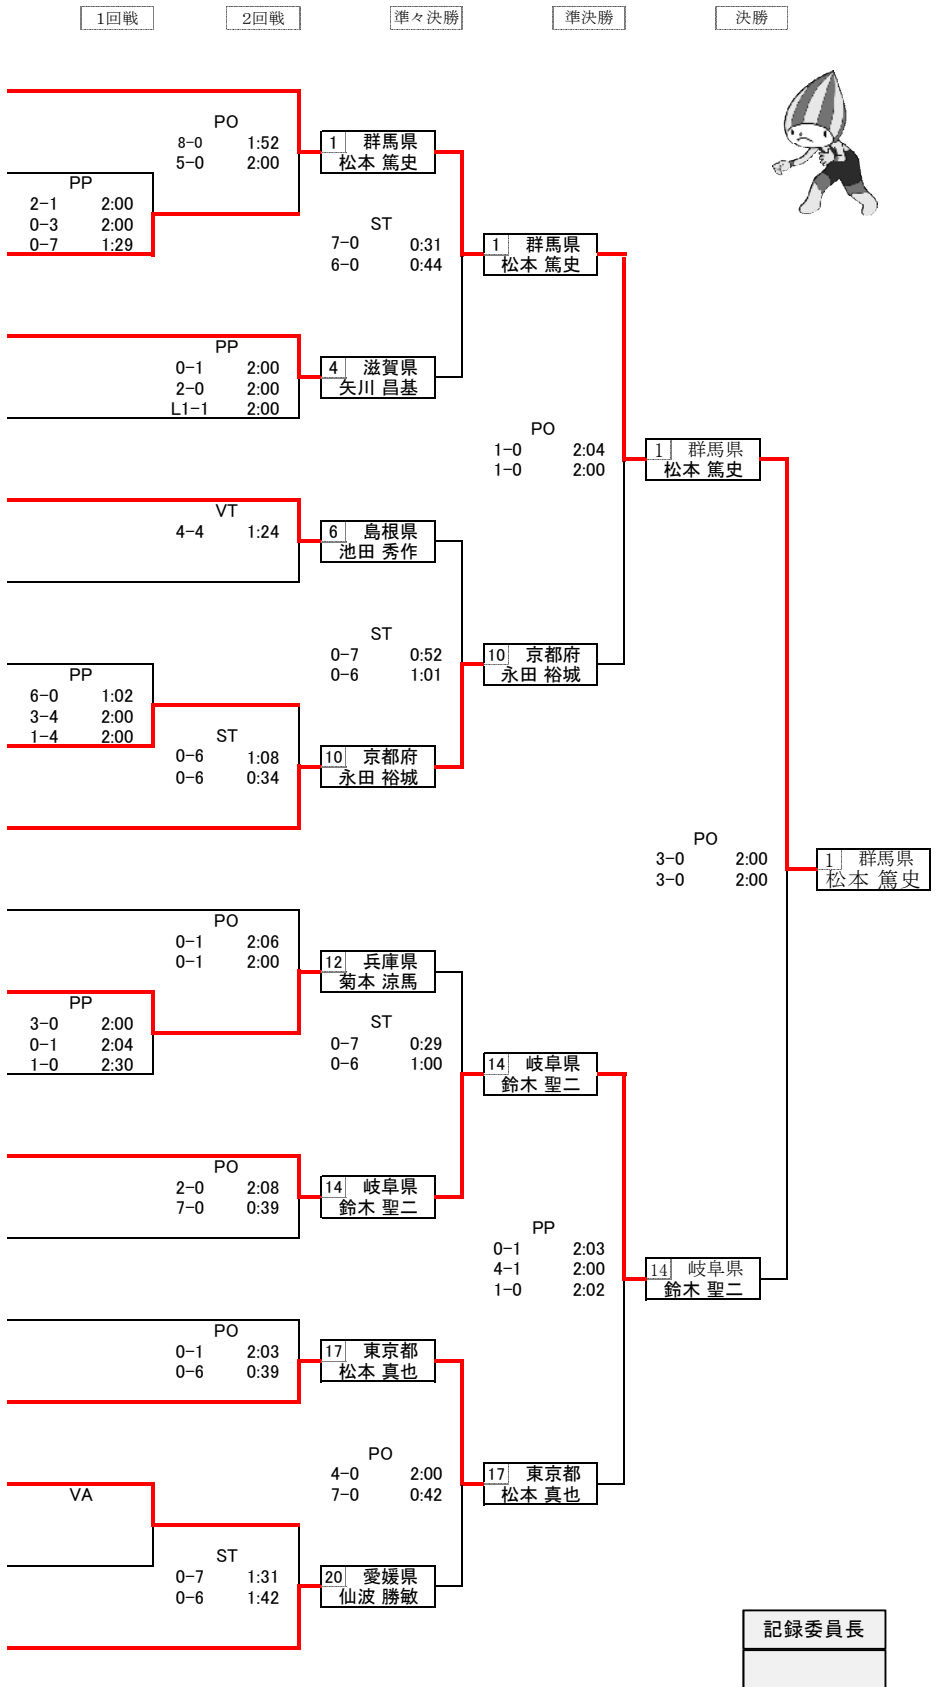 1回戦 2回戦 準々決勝 準決勝 決勝
PO
8-0 1:52
5-0 2:00
1 群馬県
松本 篤史
PP
2-1 2:00
0-3 2:00
0-7 1:29
ST
7-0 0:31
6-0 0:44
1 群馬県
松本 篤史
PP
0-1 2:00
2-0 2:00
L1-1 2:00
4 滋賀県
矢川 昌基
PO
1-0 2:04
1-0 2:00
1 群馬県
松本 篤史
VT
4-4 1:24
6 島根県
池田 秀作
ST
0-7 0:52
0-6 1:01
10 京都府
永田 裕城
PP
6-0 1:02
3-4 2:00
1-4 2:00
ST
0-6 1:08
0-6 0:34
10 京都府
永田 裕城
PO
3-0 2:00
3-0 2:00
1 群馬県
松本 篤史
PO
0-1 2:06
0-1 2:00
12 兵庫県
菊本 涼馬
PP
3-0 2:00
0-1 2:04
1-0 2:30
ST
0-7 0:29
0-6 1:00
14 岐阜県
鈴木 聖二
PO
2-0 2:08
7-0 0:39
14 岐阜県
鈴木 聖二
PP
0-1 2:03
4-1 2:00
1-0 2:02
14 岐阜県
鈴木 聖二
PO
0-1 2:03
0-6 0:39
17 東京都
松本 真也
PO
4-0 2:00
7-0 0:42
17 東京都
松本 真也
VA
ST
0-7 1:31
0-6 1:42
20 愛媛県
仙波 勝敏
記録委員長